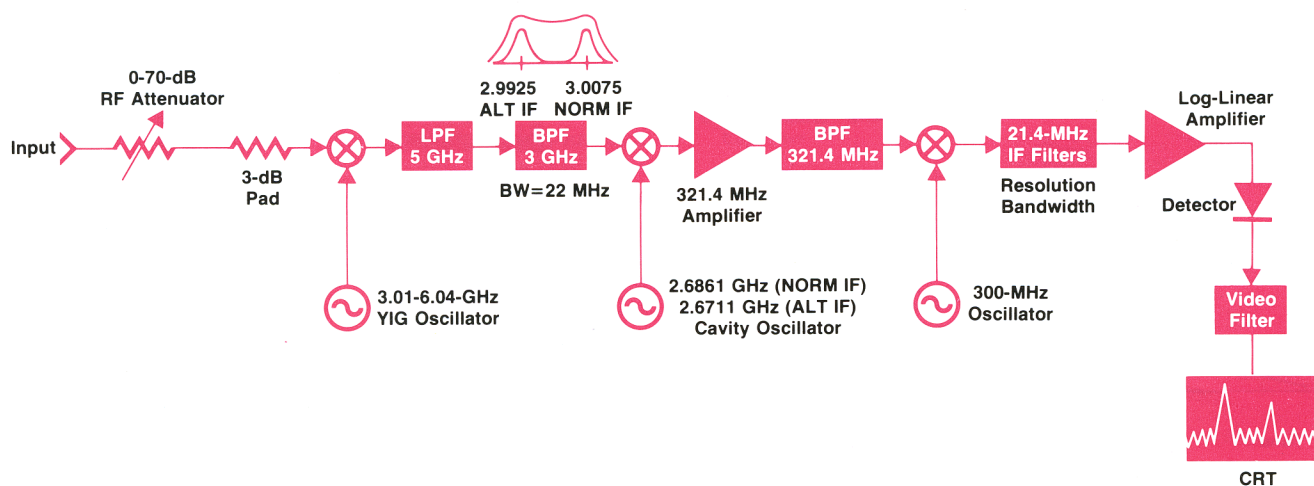 2.9925
ALT IF
3.0075
NORM IF
0-70-dB
RF Attenuator
Input
3-dB
Pad
LPF
5 GHz
BPF
3 GHz
BW=22 MHz
321.4 MHz
Amplifier
BPF
321.4 MHz
21.4-MHz
IF Filters
Resolution
Bandwidth
Log-Linear
Amplifier
Detector
3.01-6.04-GHz
YIG Oscillator
2.6861 GHz (NORM IF)
2.6711 GHz (ALT IF)
Cavity Oscillator
300-MHz
Oscillator
Video
Filter
CRT